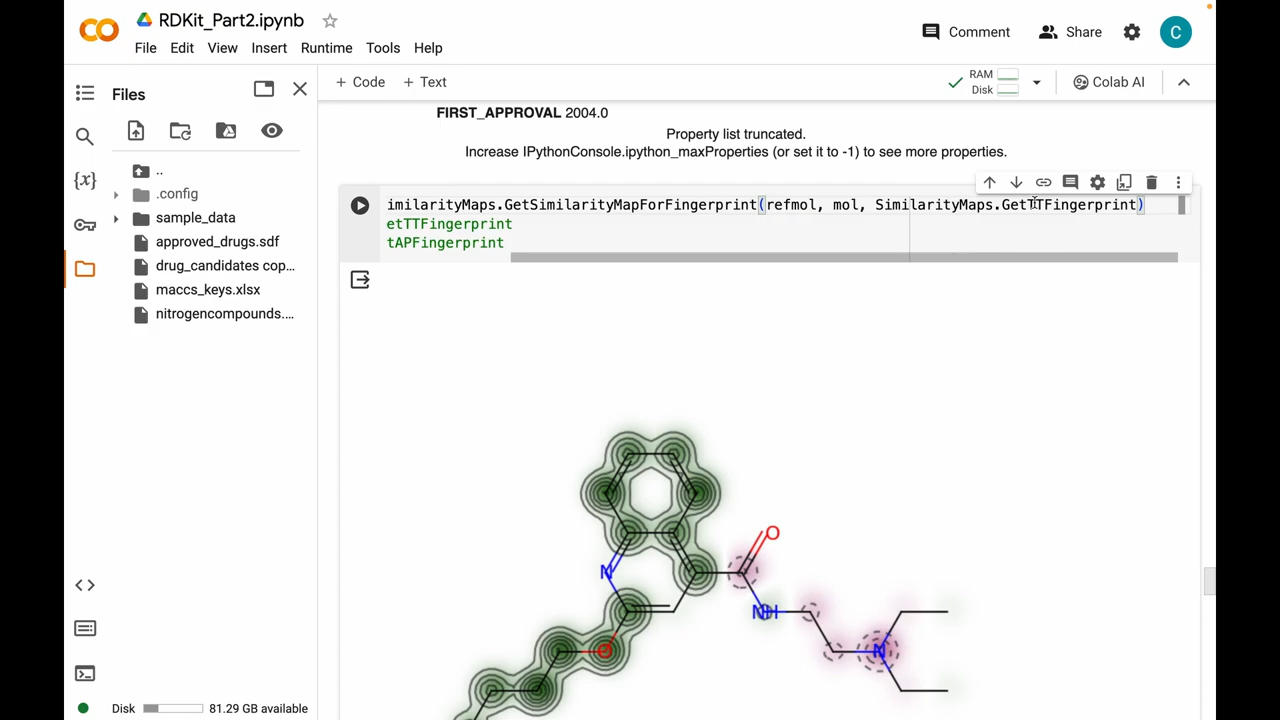 RDKit_Part2.ipynb
File Edit View Insert Runtime Tools Help
Comment
Share
C
Files
+ Code + Text
RAM
Disk
Colab AI
..
.config
sample_data
approved_drugs.sdf
drug_candidates cop...
maccs_keys.xlsx
nitrogencompounds....
Disk 81.29 GB available
FIRST_APPROVAL 2004.0
Property list truncated.
Increase IPythonConsole.ipython_maxProperties (or set it to -1) to see more properties.
imilarityMaps.GetSimilarityMapForFingerprint(refmol, mol, SimilarityMaps.GetTTFingerprint)
etTTFingerprint
tAPFingerprint
O
N
NH
N
O